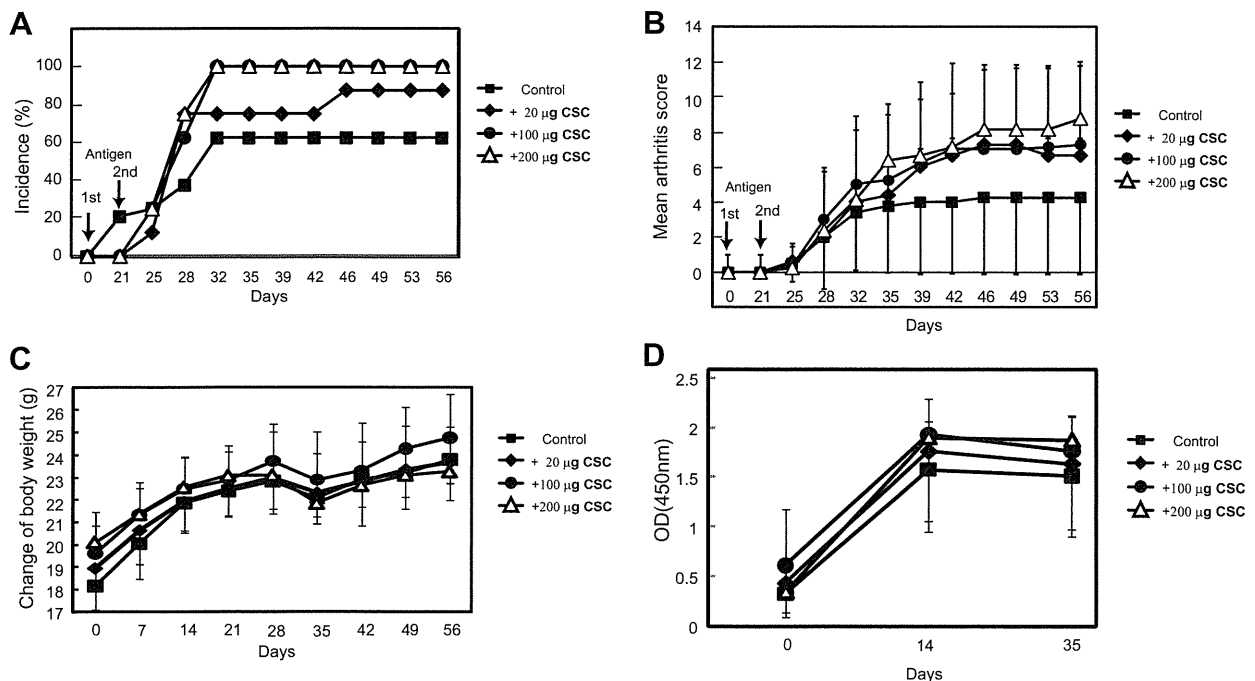 A
Incidence (%)
100
80
60
40
20
0
Antigen
1st
2nd
0 21 25 28 32 35 39 42 46 49 53 56
Days
Control
+ 20 μg CSC
+100 μg CSC
+200 μg CSC
B
Mean arthritis score
14
12
10
8
6
4
2
0
Antigen
1st
2nd
0 21 25 28 32 35 39 42 46 49 53 56
Days
Control
+ 20 μg CSC
+100 μg CSC
+200 μg CSC
C
Change of body weight (g)
27
26
25
24
23
22
21
20
19
18
17
0 7 14 21 28 35 42 49 56
Days
Control
+ 20 μg CSC
+100 μg CSC
+200 μg CSC
D
OD(450nm)
2.5
2
1.5
1
0.5
0
0 14 35
Days
Control
+ 20 μg CSC
+100 μg CSC
+200 μg CSC